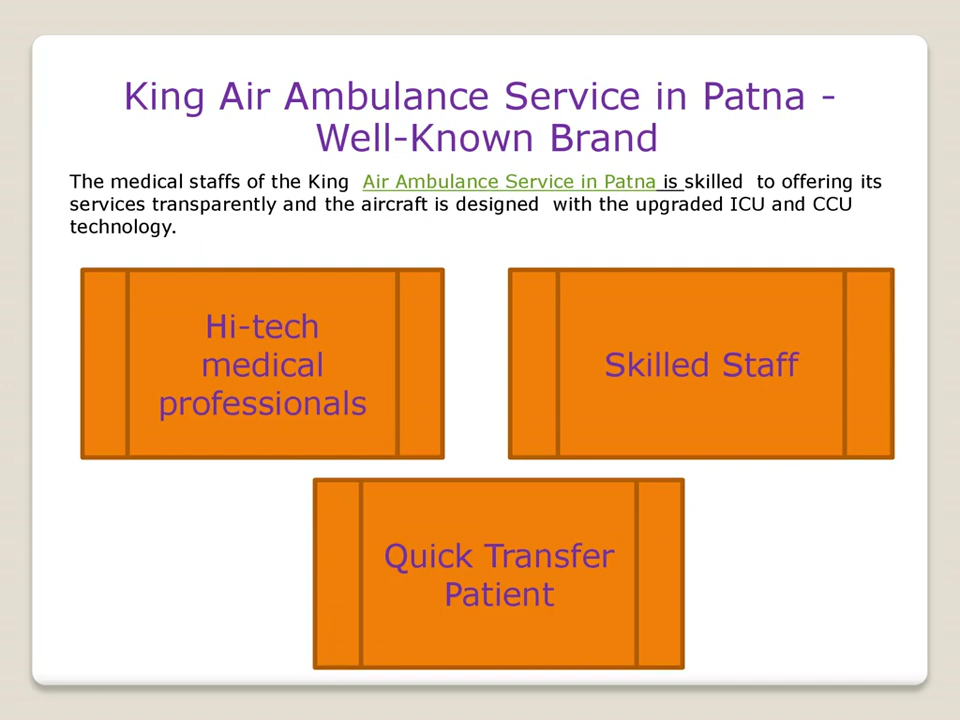 King Air Ambulance Service in Patna -
Well-Known Brand
The medical staffs of the King  Air Ambulance Service in Patna is skilled  to offering its
services transparently and the aircraft is designed  with the upgraded ICU and CCU
technology.
Hi-tech
medical
professionals
Skilled Staff
Quick Transfer
Patient